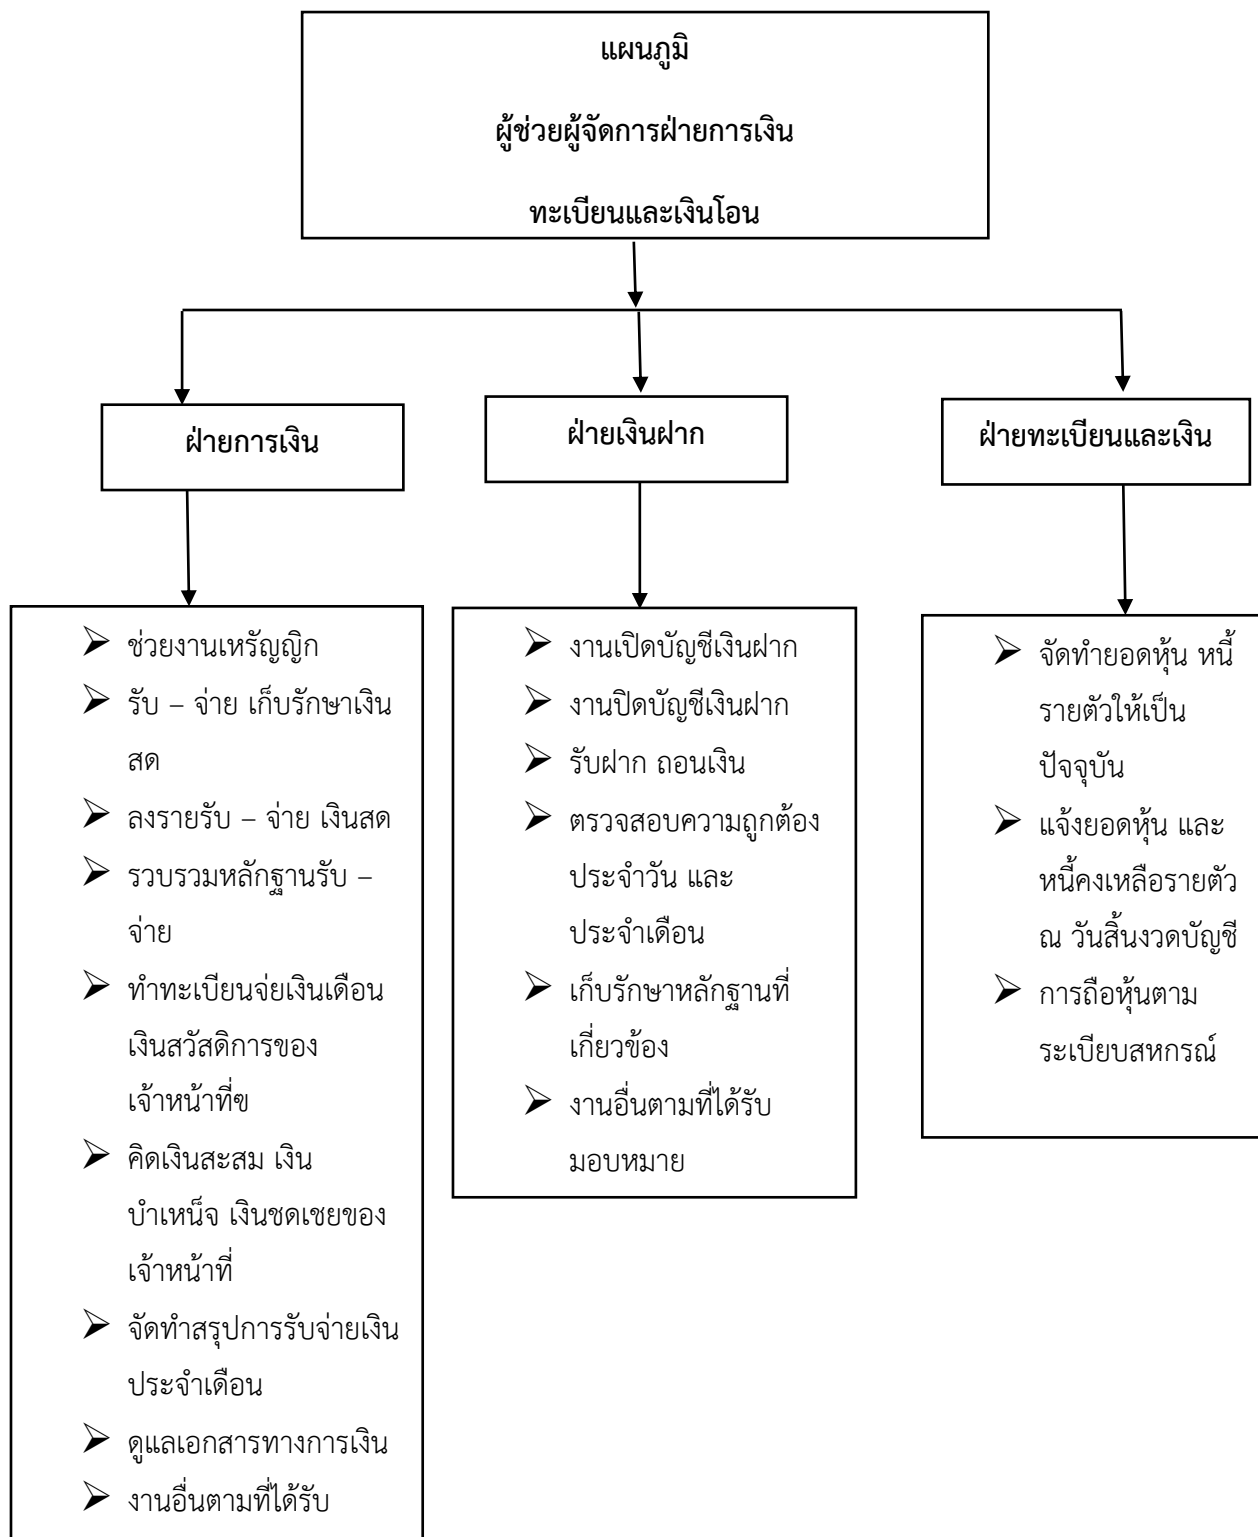 แผนภูมิ
ผู้ช่วยผู้จัดการฝ่ายการเงิน
ทะเบียนและเงินโอน
ฝ่ายการเงิน
ฝ่ายเงินฝาก
ฝ่ายทะเบียนและเงิน
ช่วยงานเหรัญญิก
รับ – จ่าย เก็บรักษาเงิน
สด
ลงรายรับ – จ่าย เงินสด
รวบรวมหลักฐานรับ –
จ่าย
ทำทะเบียนจ่ยเงินเดือน
เงินสวัสดิการของ
เจ้าหน้าที่ข
คิดเงินสะสม เงิน
บำเหน็จ เงินชดเชยของ
เจ้าหน้าที่
จัดทำสรุปการรับจ่ายเงิน
ประจำเดือน
ดูแลเอกสารทางการเงิน
งานอื่นตามที่ได้รับ
งานเปิดบัญชีเงินฝาก
งานปิดบัญชีเงินฝาก
รับฝาก ถอนเงิน
ตรวจสอบความถูกต้อง
ประจำวัน และ
ประจำเดือน
เก็บรักษาหลักฐานที่
เกี่ยวข้อง
งานอื่นตามที่ได้รับ
มอบหมาย
จัดทำยอดหุ้น หนี้
รายตัวให้เป็น
ปัจจุบัน
แจ้งยอดหุ้น และ
หนี้คงเหลือรายตัว
ณ วันสิ้นงวดบัญชี
การถือหุ้นตาม
ระเบียบสหกรณ์